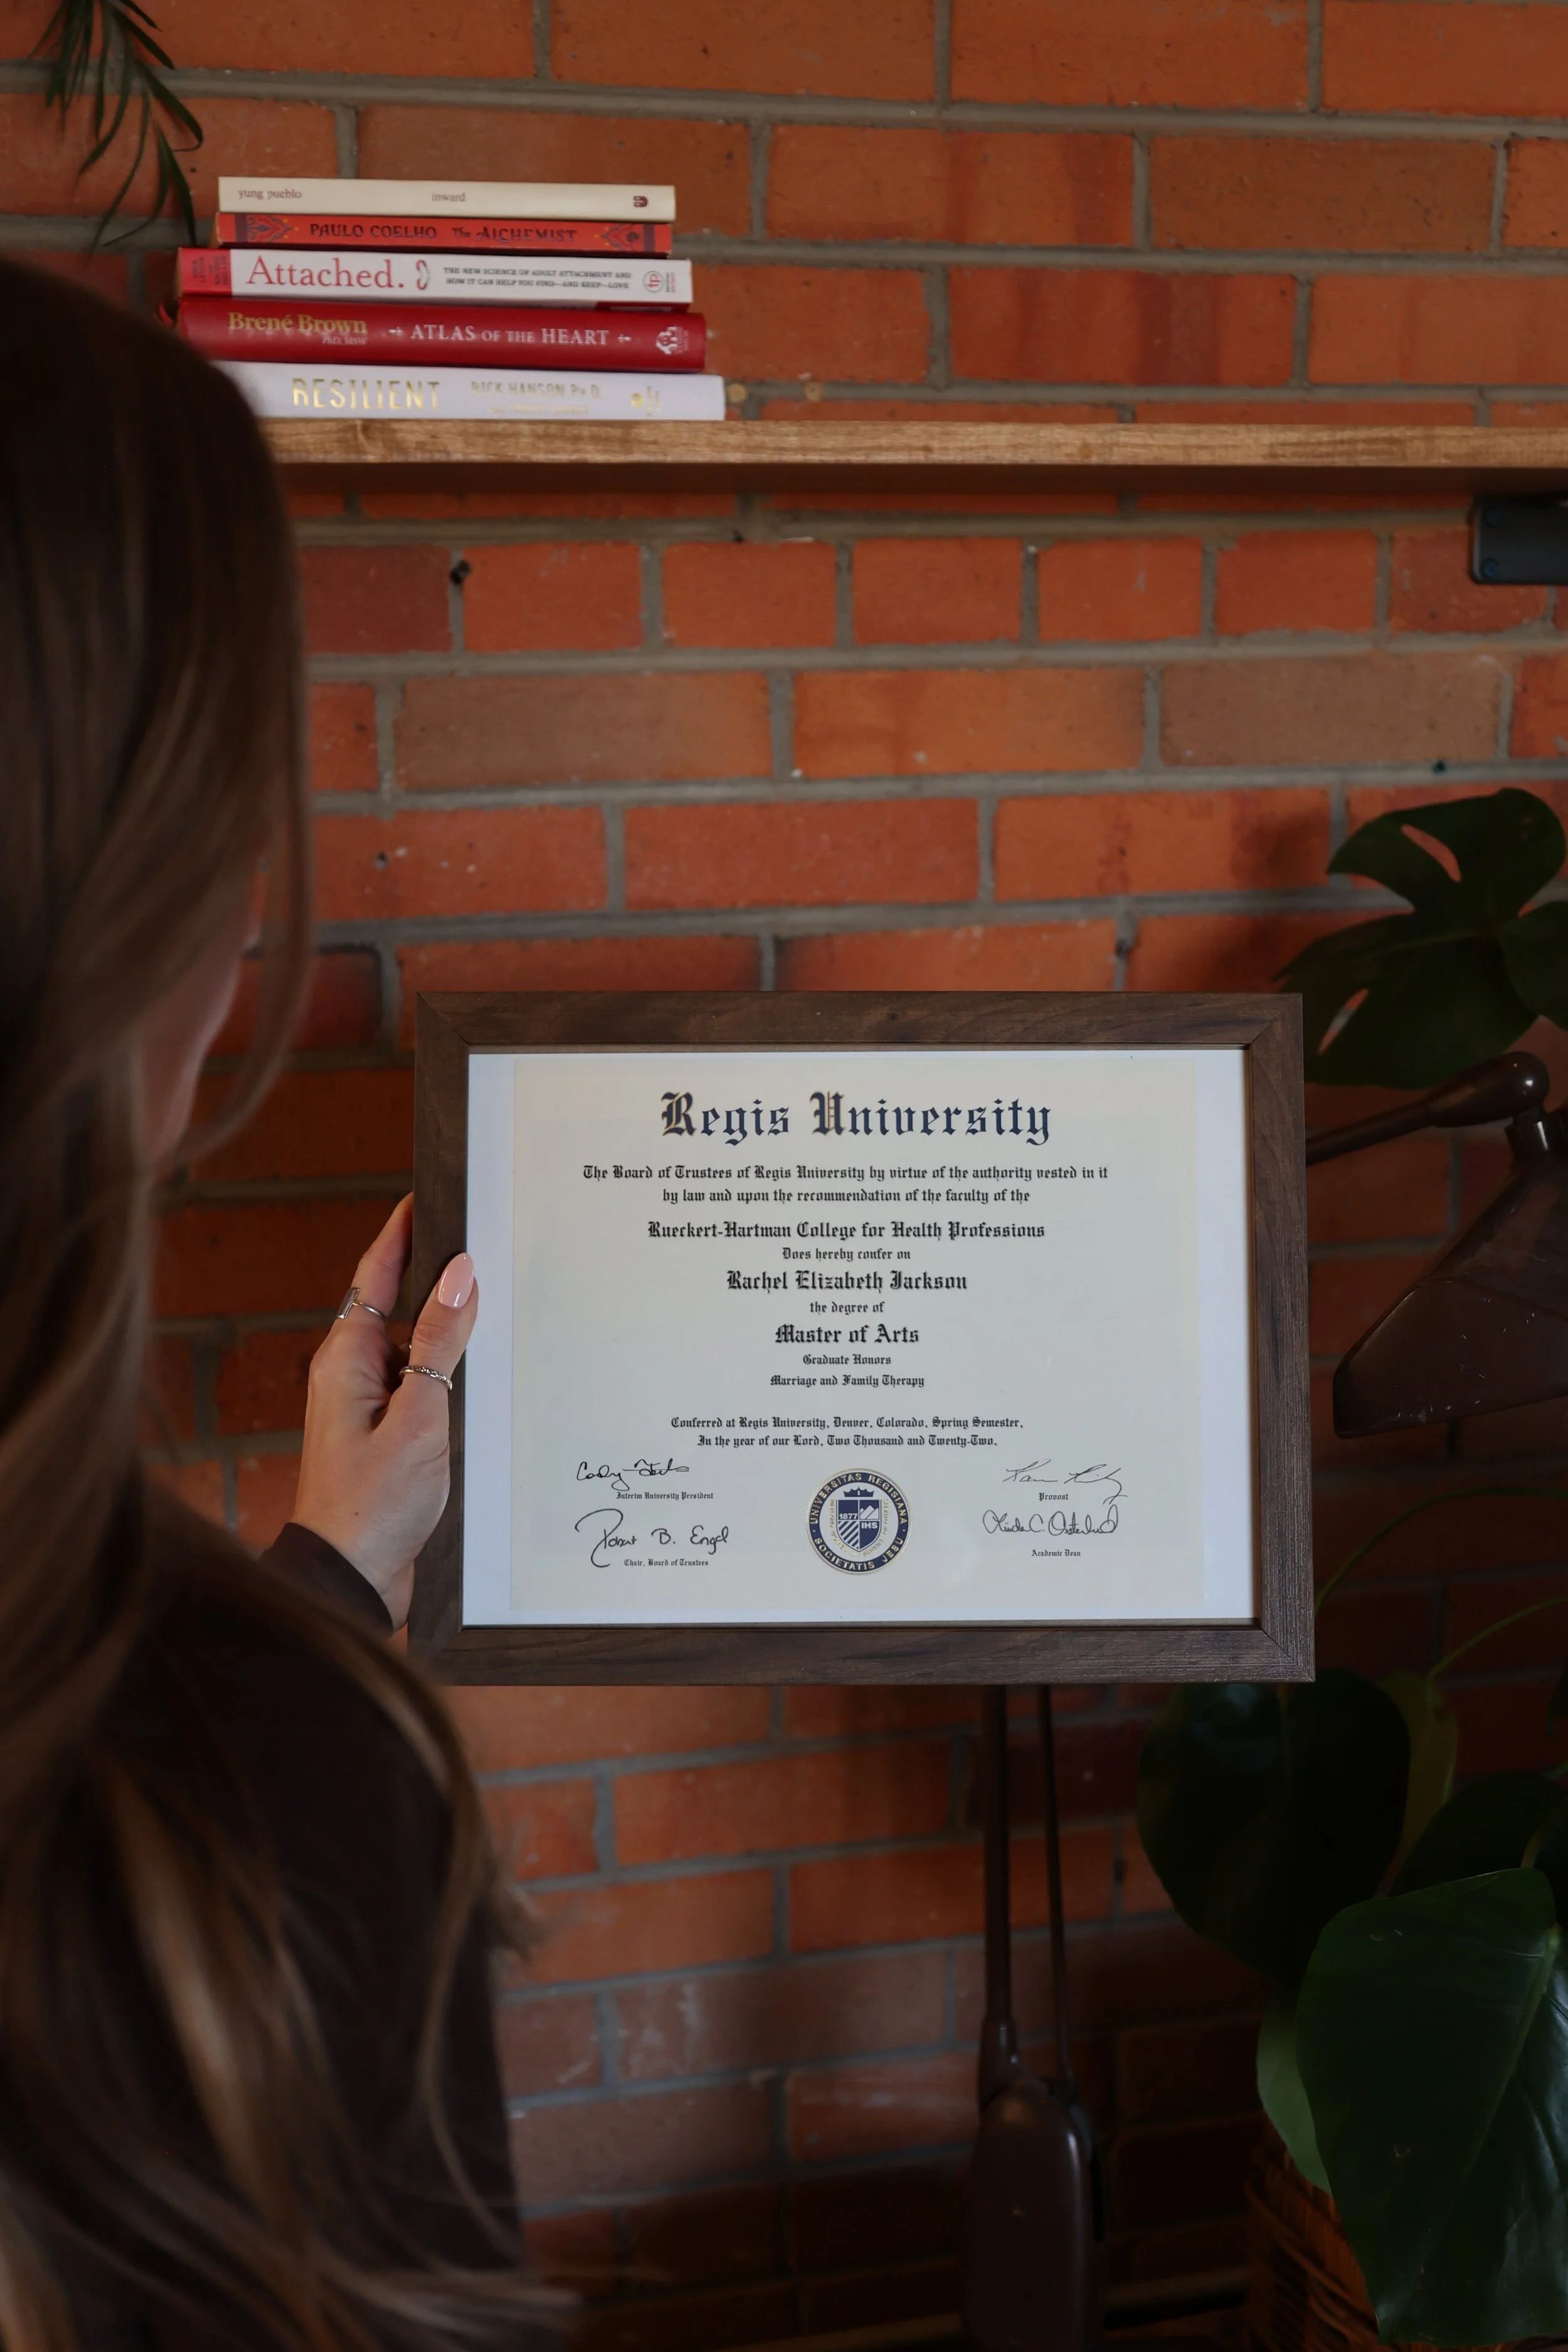 yung pueblo inward
PAULO COELHO The ALCHEMIST
Attached. THE NEW SCIENCE OF ADULT ATTACHMENT AND
HOW IT CAN HELP YOU FIND—AND KEEP—LOVE
Brené Brown ATLAS OF THE HEART
PhD, MSW
RESILIENT RICK HANSON, PH.D.
Regis University
The Board of Trustees of Regis University by virtue of the authority vested in it
by law and upon the recommendation of the faculty of the
Rueckert-Hartman College for Health Professions
Does hereby confer on
Rachel Elizabeth Jackson
the degree of
Master of Arts
Graduate Honors
Marriage and Family Therapy
Conferred at Regis University, Denver, Colorado, Spring Semester,
In the year of our Lord, Two Thousand and Twenty-Two.
Interim University President
Provost
Robert B. Engel
Linda C. Osterlund
Chair, Board of Trustees
Academic Dean
UNIVERSITAS REGISIANA
1877
IHS
SOCIETATIS JESU